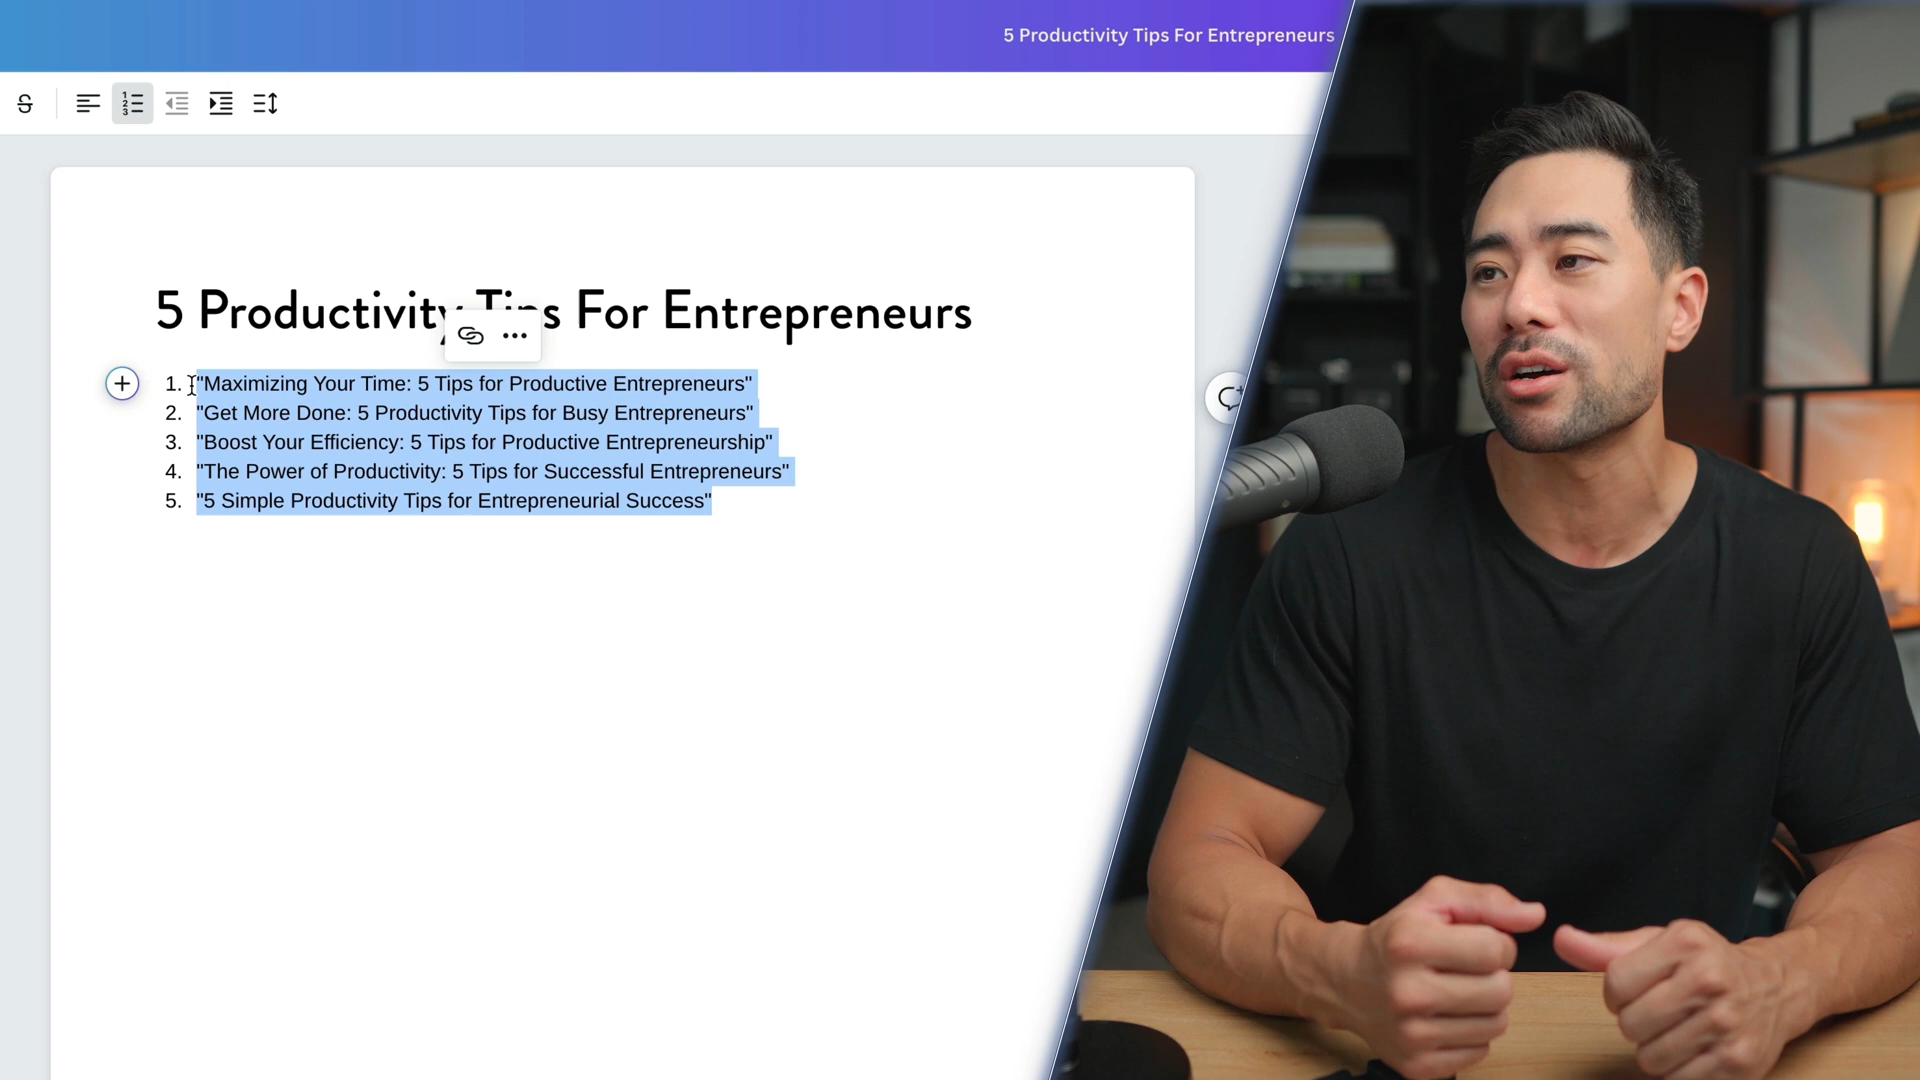 5 Productivity Tips For Entrepreneurs
5 Productivity Tips For Entrepreneurs
1. "Maximizing Your Time: 5 Tips for Productive Entrepreneurs"
2. "Get More Done: 5 Productivity Tips for Busy Entrepreneurs"
3. "Boost Your Efficiency: 5 Tips for Productive Entrepreneurship"
4. "The Power of Productivity: 5 Tips for Successful Entrepreneurs"
5. "5 Simple Productivity Tips for Entrepreneurial Success"